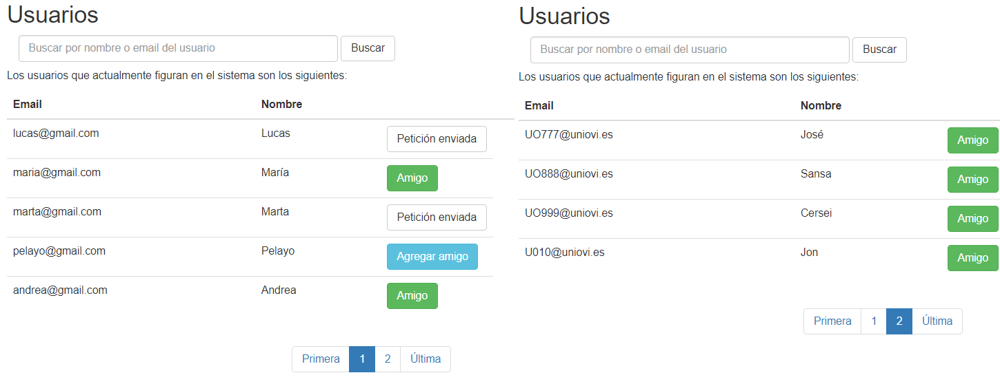 Usuarios
Buscar por nombre o email del usuario Buscar
Los usuarios que actualmente figuran en el sistema son los siguientes:
Email Nombre
lucas@gmail.com Lucas Petición enviada
maria@gmail.com María Amigo
marta@gmail.com Marta Petición enviada
pelayo@gmail.com Pelayo Agregar amigo
andrea@gmail.com Andrea Amigo
Primera 1 2 Última
Usuarios
Buscar por nombre o email del usuario Buscar
Los usuarios que actualmente figuran en el sistema son los siguientes:
Email Nombre
UO777@uniovi.es José Amigo
UO888@uniovi.es Sansa Amigo
UO999@uniovi.es Cersei Amigo
U010@uniovi.es Jon Amigo
Primera 1 2 Última